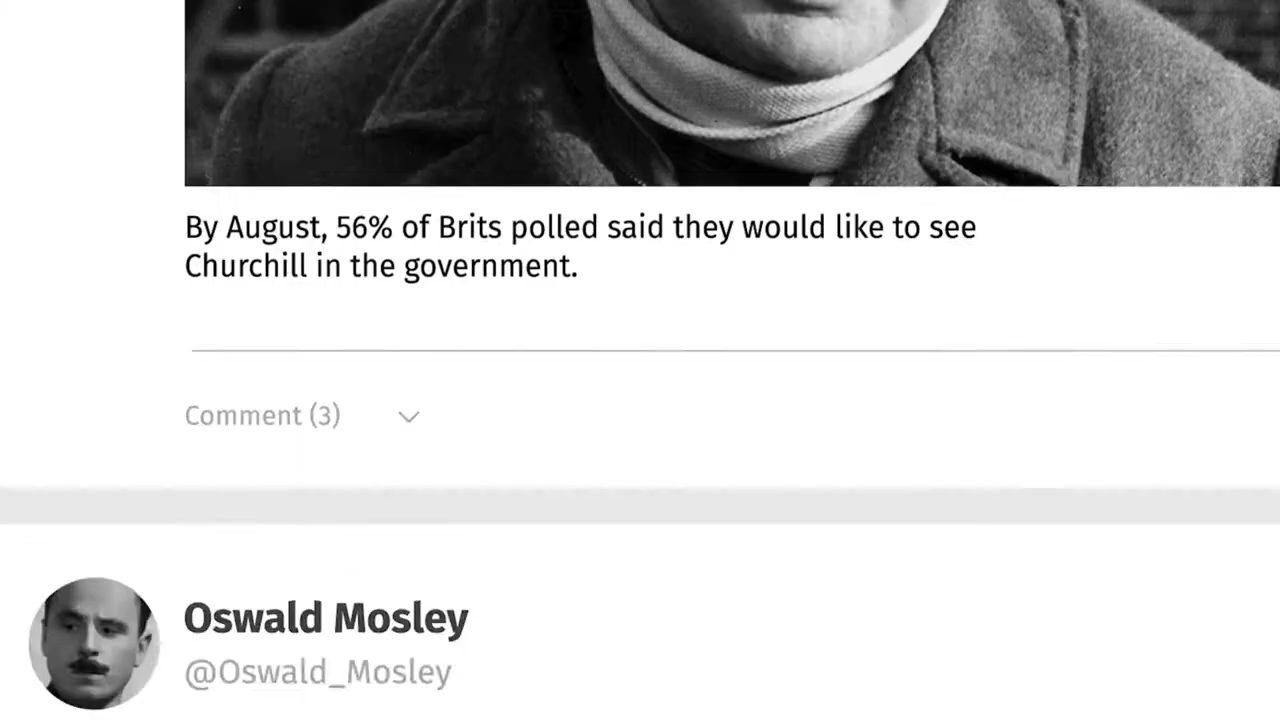 By August, 56% of Brits polled said they would like to see
Churchill in the government.
Comment (3)
Oswald Mosley
@Oswald_Mosley